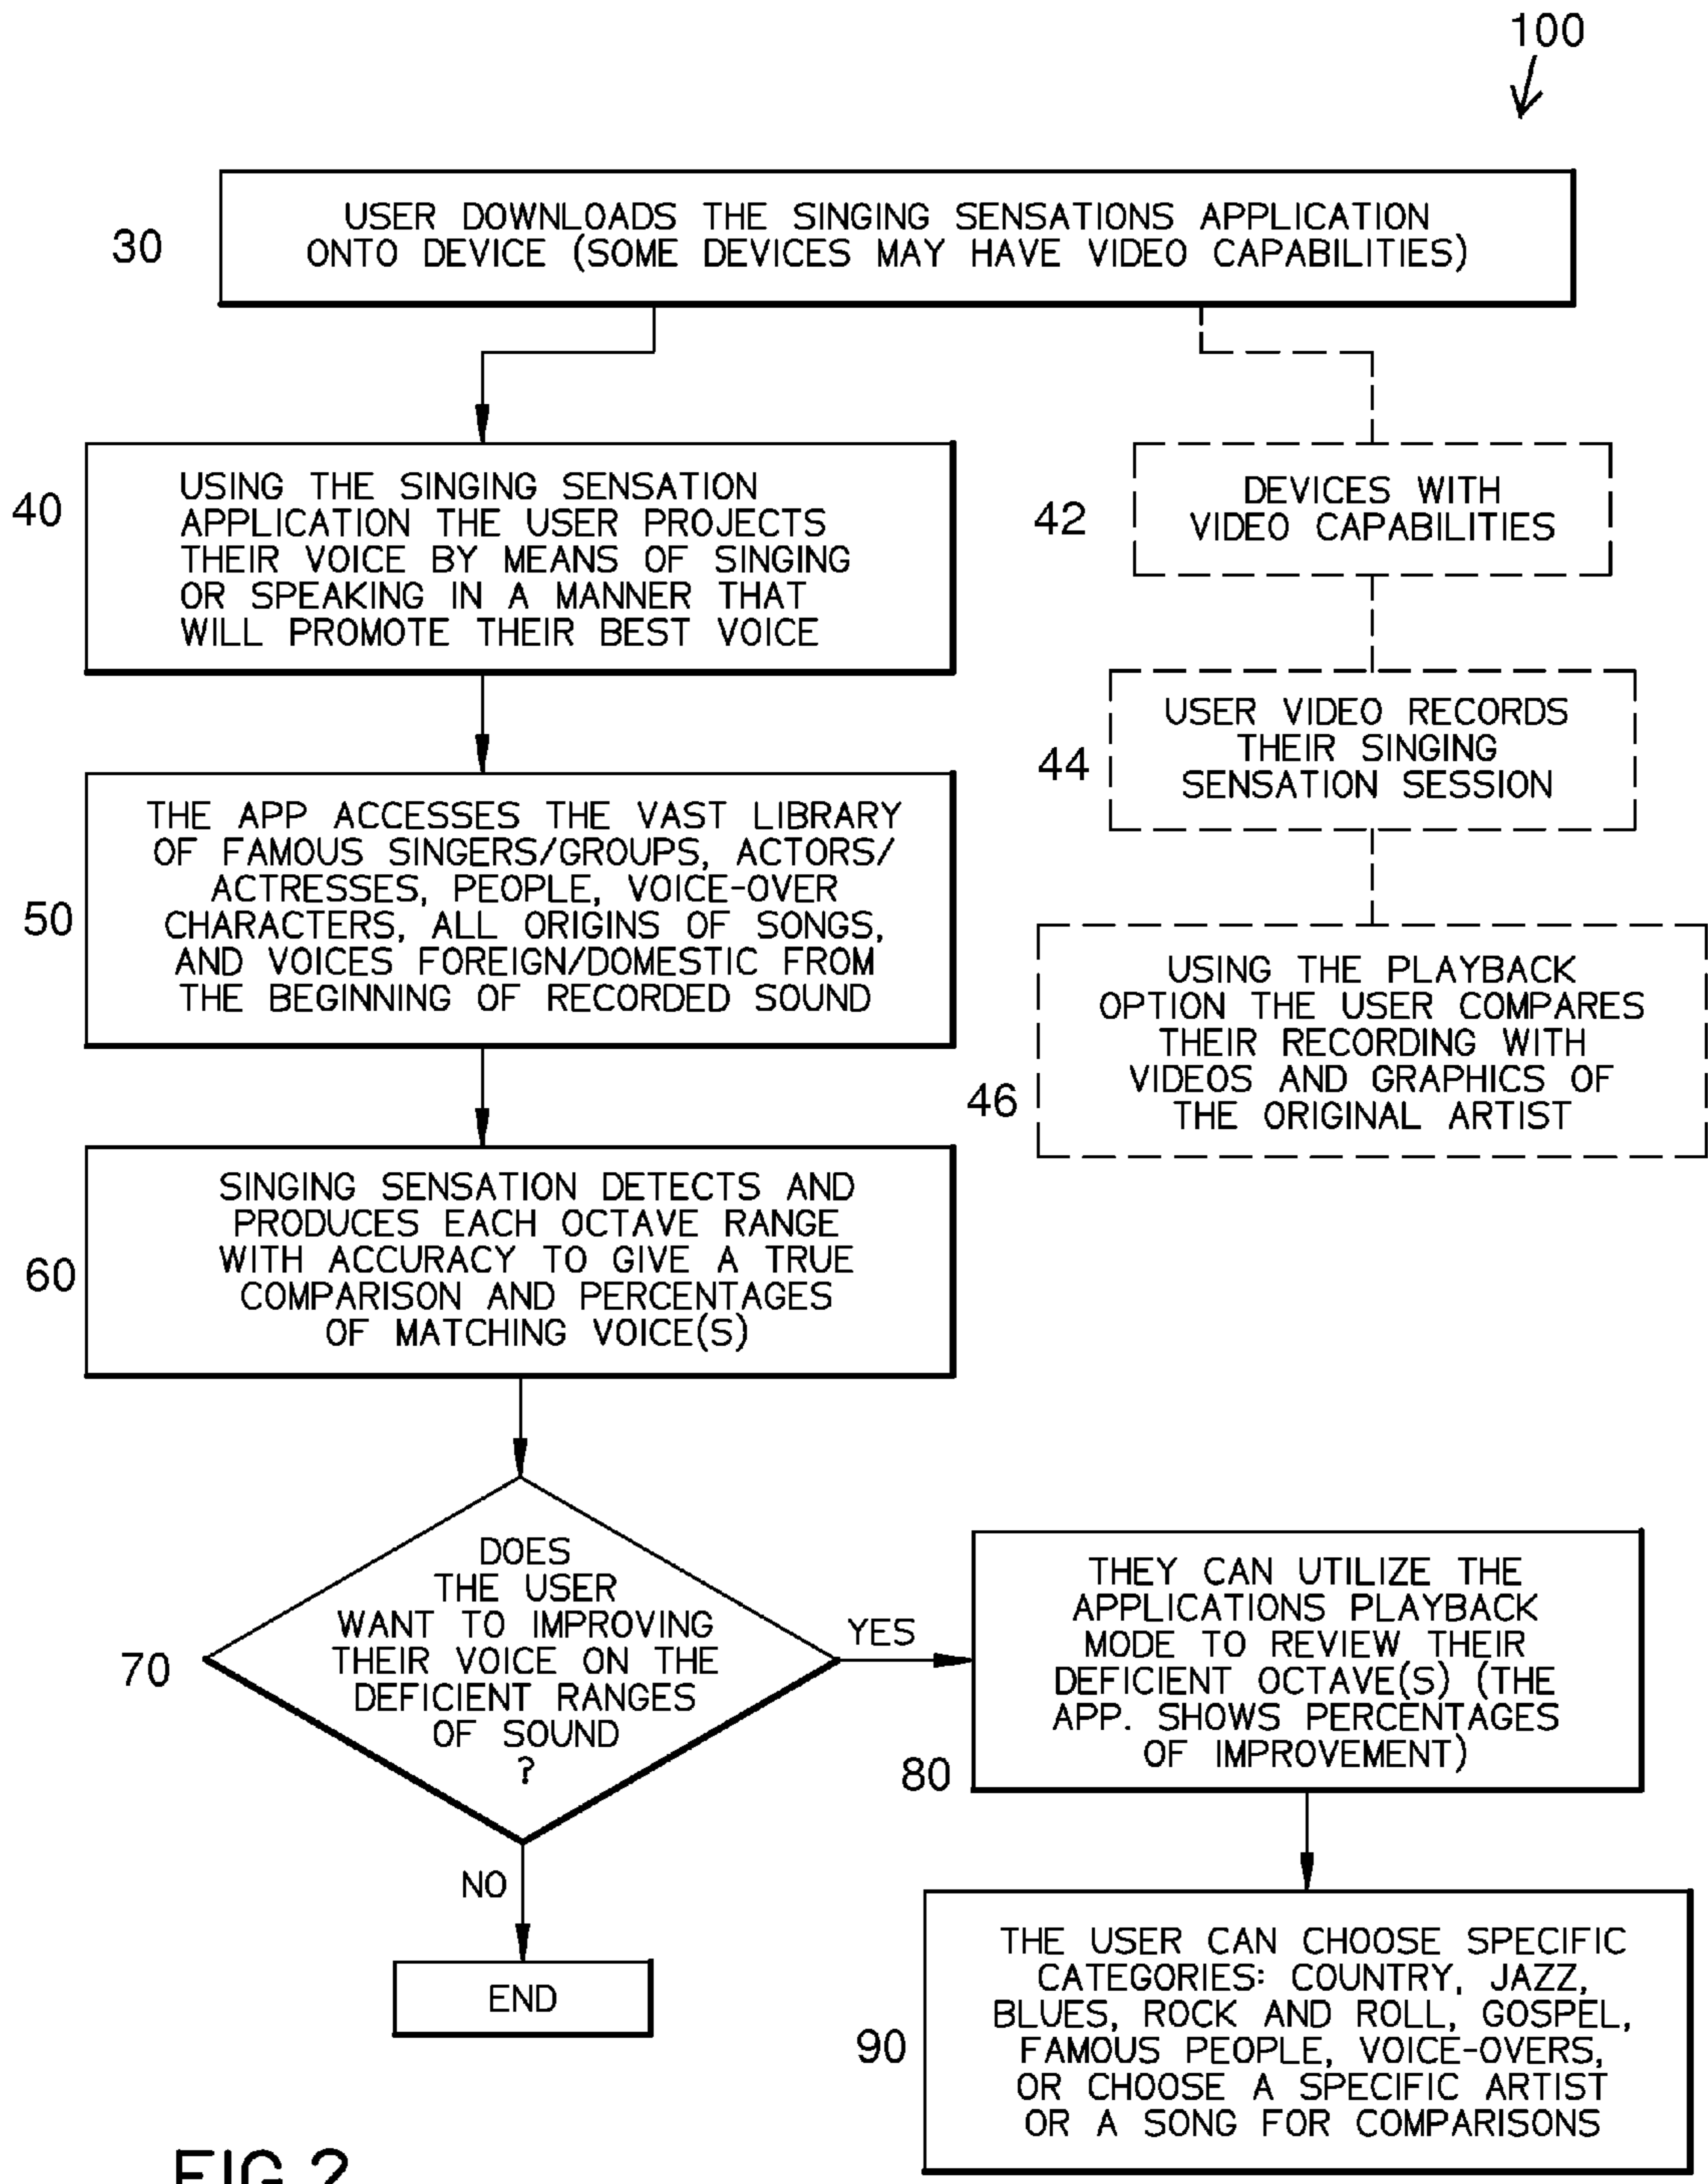 100
30
USER DOWNLOADS THE SINGING SENSATIONS APPLICATION
ONTO DEVICE (SOME DEVICES MAY HAVE VIDEO CAPABILITIES)
40
USING THE SINGING SENSATION
APPLICATION THE USER PROJECTS
THEIR VOICE BY MEANS OF SINGING
OR SPEAKING IN A MANNER THAT
WILL PROMOTE THEIR BEST VOICE
42
DEVICES WITH
VIDEO CAPABILITIES
44
USER VIDEO RECORDS
THEIR SINGING
SENSATION SESSION
46
USING THE PLAYBACK
OPTION THE USER COMPARES
THEIR RECORDING WITH
VIDEOS AND GRAPHICS OF
THE ORIGINAL ARTIST
50
THE APP ACCESSES THE VAST LIBRARY
OF FAMOUS SINGERS/GROUPS, ACTORS/
ACTRESSES, PEOPLE, VOICE-OVER
CHARACTERS, ALL ORIGINS OF SONGS,
AND VOICES FOREIGN/DOMESTIC FROM
THE BEGINNING OF RECORDED SOUND
60
SINGING SENSATION DETECTS AND
PRODUCES EACH OCTAVE RANGE
WITH ACCURACY TO GIVE A TRUE
COMPARISON AND PERCENTAGES
OF MATCHING VOICE(S)
70
DOES
THE USER
WANT TO IMPROVING
THEIR VOICE ON THE
DEFICIENT RANGES
OF SOUND
?
YES
NO
END
80
THEY CAN UTILIZE THE
APPLICATIONS PLAYBACK
MODE TO REVIEW THEIR
DEFICIENT OCTAVE(S) (THE
APP. SHOWS PERCENTAGES
OF IMPROVEMENT)
90
THE USER CAN CHOOSE SPECIFIC
CATEGORIES: COUNTRY, JAZZ,
BLUES, ROCK AND ROLL, GOSPEL,
FAMOUS PEOPLE, VOICE-OVERS,
OR CHOOSE A SPECIFIC ARTIST
OR A SONG FOR COMPARISONS
FIG.2